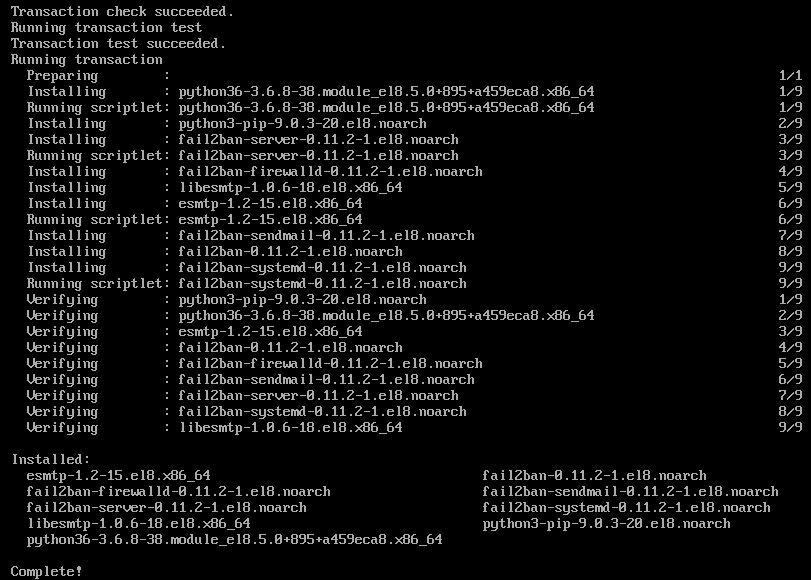 Transaction check succeeded.
Running transaction test
Transaction test succeeded.
Running transaction
  Preparing        :                                                                            1/1
  Installing       : python36-3.6.8-38.module_el8.5.0+895+a459eca8.x86_64                       1/9
  Running scriptlet: python36-3.6.8-38.module_el8.5.0+895+a459eca8.x86_64                       1/9
  Installing       : python3-pip-9.0.3-20.el8.noarch                                            2/9
  Installing       : fail2ban-server-0.11.2-1.el8.noarch                                        3/9
  Running scriptlet: fail2ban-server-0.11.2-1.el8.noarch                                        3/9
  Installing       : fail2ban-firewalld-0.11.2-1.el8.noarch                                     4/9
  Installing       : libesmtp-1.0.6-18.el8.x86_64                                               5/9
  Installing       : esmtp-1.2-15.el8.x86_64                                                    6/9
  Running scriptlet: esmtp-1.2-15.el8.x86_64                                                    6/9
  Installing       : fail2ban-sendmail-0.11.2-1.el8.noarch                                      7/9
  Installing       : fail2ban-0.11.2-1.el8.noarch                                               8/9
  Installing       : fail2ban-systemd-0.11.2-1.el8.noarch                                       9/9
  Running scriptlet: fail2ban-systemd-0.11.2-1.el8.noarch                                       9/9
  Verifying        : python3-pip-9.0.3-20.el8.noarch                                            1/9
  Verifying        : python36-3.6.8-38.module_el8.5.0+895+a459eca8.x86_64                       2/9
  Verifying        : esmtp-1.2-15.el8.x86_64                                                    3/9
  Verifying        : fail2ban-0.11.2-1.el8.noarch                                               4/9
  Verifying        : fail2ban-firewalld-0.11.2-1.el8.noarch                                     5/9
  Verifying        : fail2ban-sendmail-0.11.2-1.el8.noarch                                      6/9
  Verifying        : fail2ban-server-0.11.2-1.el8.noarch                                        7/9
  Verifying        : fail2ban-systemd-0.11.2-1.el8.noarch                                       8/9
  Verifying        : libesmtp-1.0.6-18.el8.x86_64                                               9/9

Installed:
  esmtp-1.2-15.el8.x86_64                                  fail2ban-0.11.2-1.el8.noarch
  fail2ban-firewalld-0.11.2-1.el8.noarch                   fail2ban-sendmail-0.11.2-1.el8.noarch
  fail2ban-server-0.11.2-1.el8.noarch                      fail2ban-systemd-0.11.2-1.el8.noarch
  libesmtp-1.0.6-18.el8.x86_64                             python3-pip-9.0.3-20.el8.noarch
  python36-3.6.8-38.module_el8.5.0+895+a459eca8.x86_64

Complete!